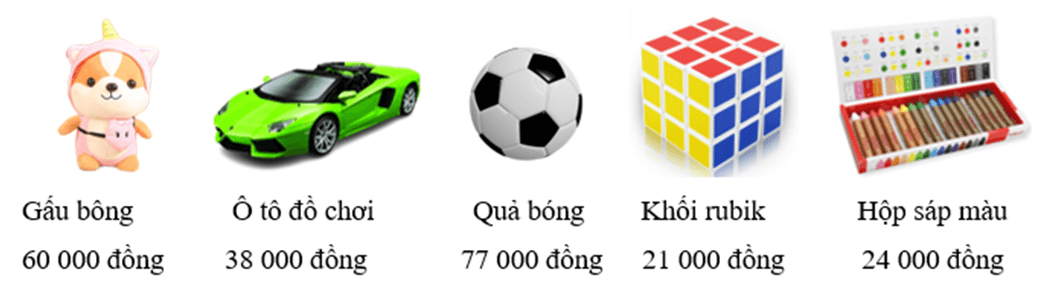 Gấu bông Ô tô đồ chơi Quả bóng Khối rubik Hộp sáp màu
60 000 đồng 38 000 đồng 77 000 đồng 21 000 đồng 24 000 đồng